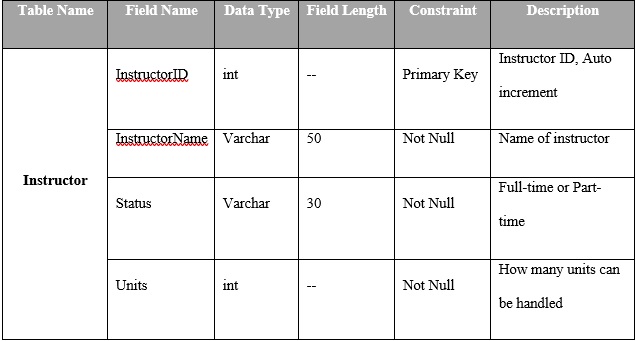 Table Name Field Name Data Type Field Length Constraint Description
Instructor
InstructorID int -- Primary Key Instructor ID, Auto
increment
InstructorName Varchar 50 Not Null Name of instructor
Status Varchar 30 Not Null Full-time or Part-
time
Units int -- Not Null How many units can
be handled